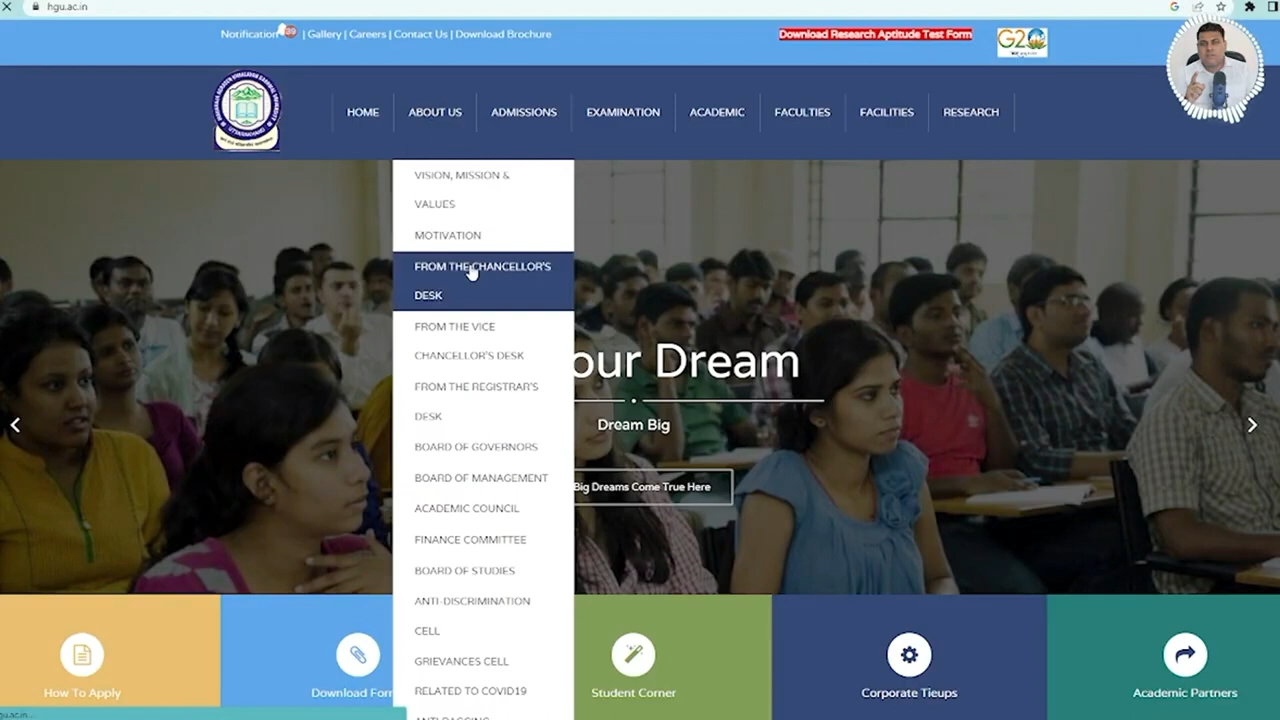 hgu.ac.in
Notification 39 | Gallery | Careers | Contact Us | Download Brochure
Download Research Aptitude Test Form
G20
HOME
ABOUT US
ADMISSIONS
EXAMINATION
ACADEMIC
FACULTIES
FACILITIES
RESEARCH
VISION, MISSION &
VALUES
MOTIVATION
FROM THE CHANCELLOR'S
DESK
FROM THE VICE
CHANCELLOR'S DESK
FROM THE REGISTRAR'S
DESK
BOARD OF GOVERNORS
BOARD OF MANAGEMENT
ACADEMIC COUNCIL
FINANCE COMMITTEE
BOARD OF STUDIES
ANTI-DISCRIMINATION
CELL
GRIEVANCES CELL
RELATED TO COVID19
our Dream
Dream Big
Big Dreams Come True Here
How To Apply
Download Form
Student Corner
Corporate Tieups
Academic Partners